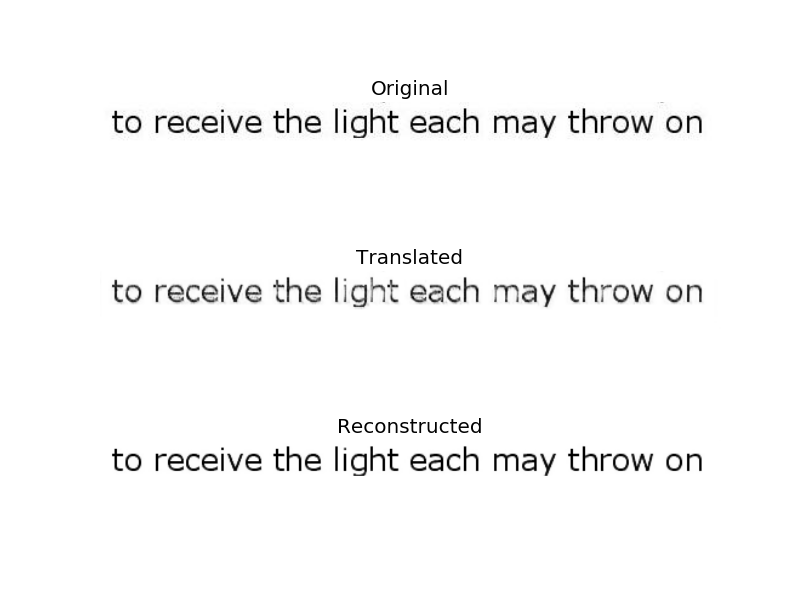 Original
to receive the light each may throw on
Translated
to receive the light each may throw on
Reconstructed
to receive the light each may throw on